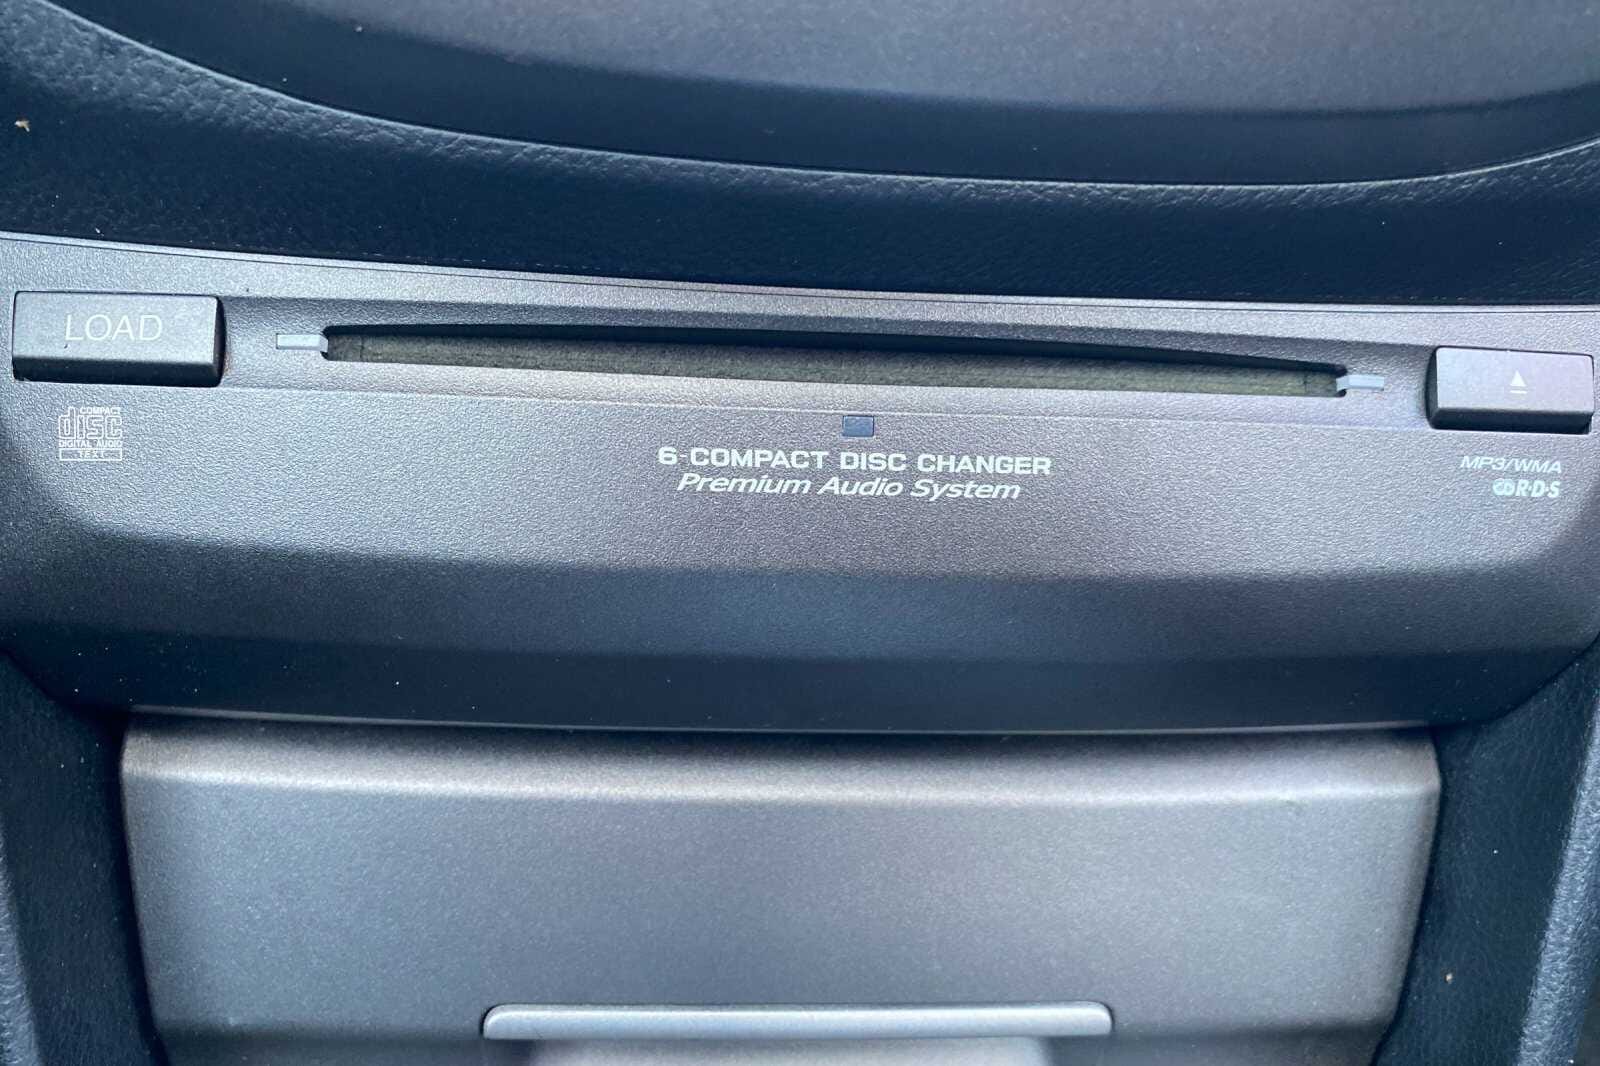 LOAD
COMPACT
disc
DIGITAL AUDIO
TEXT
6-COMPACT DISC CHANGER
Premium Audio System
MP3/WMA
R·D·S